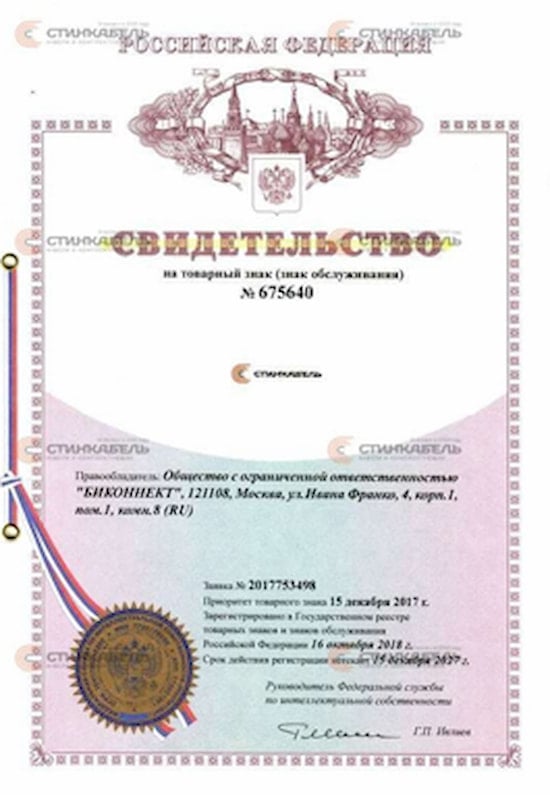 РОССИЙСКАЯ ФЕДЕРАЦИЯ
СВИДЕТЕЛЬСТВО
на товарный знак (знак обслуживания)
№ 675640
СТИНКАБЕЛЬ
Правообладатель: Общество с ограниченной ответственностью
"БИКОННЕКТ", 121108, Москва, ул.Ивана Франко, 4, корп.1,
пом.1, комн.8 (RU)
Заявка № 2017753498
Приоритет товарного знака 15 декабря 2017 г.
Зарегистрировано в Государственном реестре
товарных знаков и знаков обслуживания
Российской Федерации 16 октября 2018 г.
Срок действия регистрации истекает 15 декабря 2027 г.
Руководитель Федеральной службы
по интеллектуальной собственности
Г.П. Ивлиев
СТИНКАБЕЛЬ
СТИНКАБЕЛЬ
СТИНКАБЕЛЬ
СТИНКАБЕЛЬ
СТИНКАБЕЛЬ
СТИНКАБЕЛЬ
СТИНКАБЕЛЬ
СТИНКАБЕЛЬ